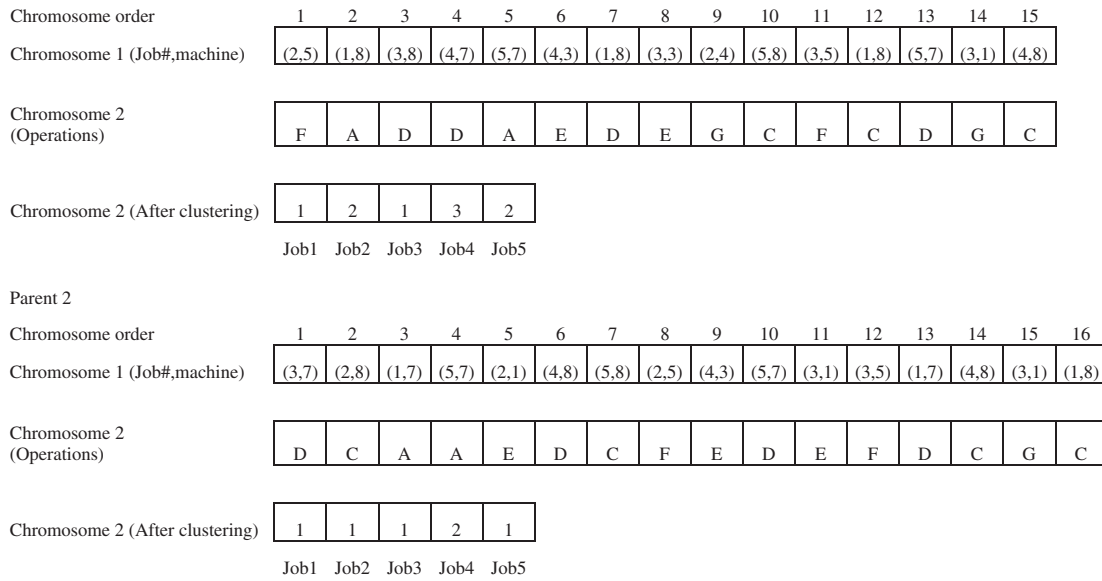 Chromosome order 1 2 3 4 5 6 7 8 9 10 11 12 13 14 15
Chromosome 1 (Job#,machine) (2,5) (1,8) (3,8) (4,7) (5,7) (4,3) (1,8) (3,3) (2,4) (5,8) (3,5) (1,8) (5,7) (3,1) (4,8)
Chromosome 2
(Operations) F A D D A E D E G C F C D G C
Chromosome 2 (After clustering) 1 2 1 3 2
Job1 Job2 Job3 Job4 Job5
Parent 2
Chromosome order 1 2 3 4 5 6 7 8 9 10 11 12 13 14 15 16
Chromosome 1 (Job#,machine) (3,7) (2,8) (1,7) (5,7) (2,1) (4,8) (5,8) (2,5) (4,3) (5,7) (3,1) (3,5) (1,7) (4,8) (3,1) (1,8)
Chromosome 2
(Operations) D C A A E D C F E D E F D C G C
Chromosome 2 (After clustering) 1 1 1 2 1
Job1 Job2 Job3 Job4 Job5